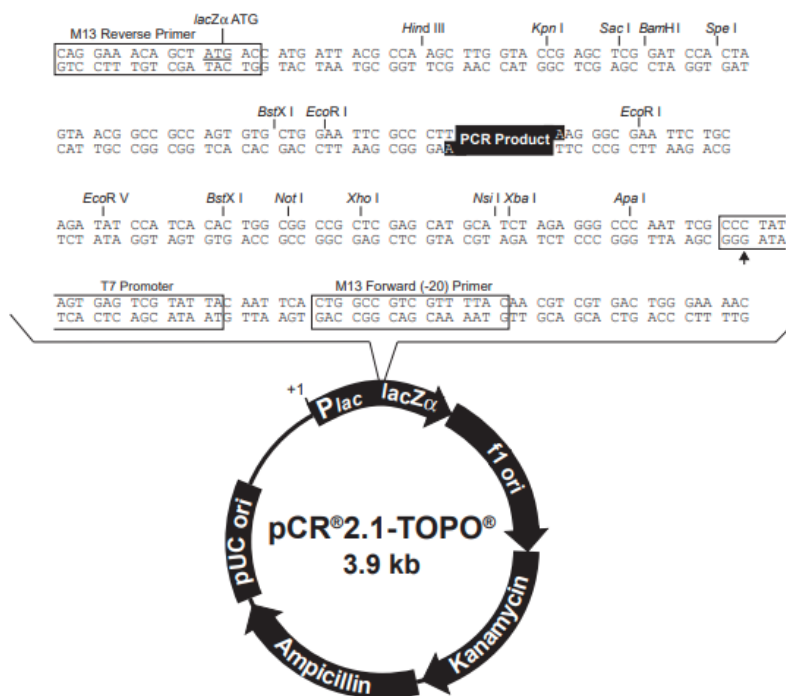 lacZα ATG
M13 Reverse Primer
Hind III Kpn I Sac I BamH I Spe I
CAG GAA ACA GCT ATG ACC ATG ATT ACG CCA AGC TTG GTA CCG AGC TCG GAT CCA CTA
GTC CTT TGT CGA TAC TGG TAC TAA TGC GGT TCG AAC CAT GGC TCG AGC CTA GGT GAT
BstX I EcoR I EcoR I
GTA ACG GCC GCC AGT GTG CTG GAA TTC GCC CTT PCR Product AAG GGC GAA TTC TGC
CAT TGC CGG CGG TCA CAC GAC CTT AAG CGG GAA TTC CCG CTT AAG ACG
EcoR V BstX I Not I Xho I Nsi I Xba I Apa I
AGA TAT CCA TCA CAC TGG CGG CCG CTC GAG CAT GCA TCT AGA GGG CCC AAT TCG CCC TAT
TCT ATA GGT AGT GTG ACC GCC GGC GAG CTC GTA CGT AGA TCT CCC GGG TTA AGC GGG ATA
T7 Promoter M13 Forward (-20) Primer
AGT GAG TCG TAT TAC AAT TCA CTG GCC GTC GTT TTA CAA CGT CGT GAC TGG GAA AAC
TCA CTC AGC ATA ATG TTA AGT GAC CGG CAG CAA AAT GTT GCA GCA CTG ACC CTT TTG
+1
Plac lacZα
f1 ori
pUC ori
pCR®2.1-TOPO®
3.9 kb
Kanamycin
Ampicillin